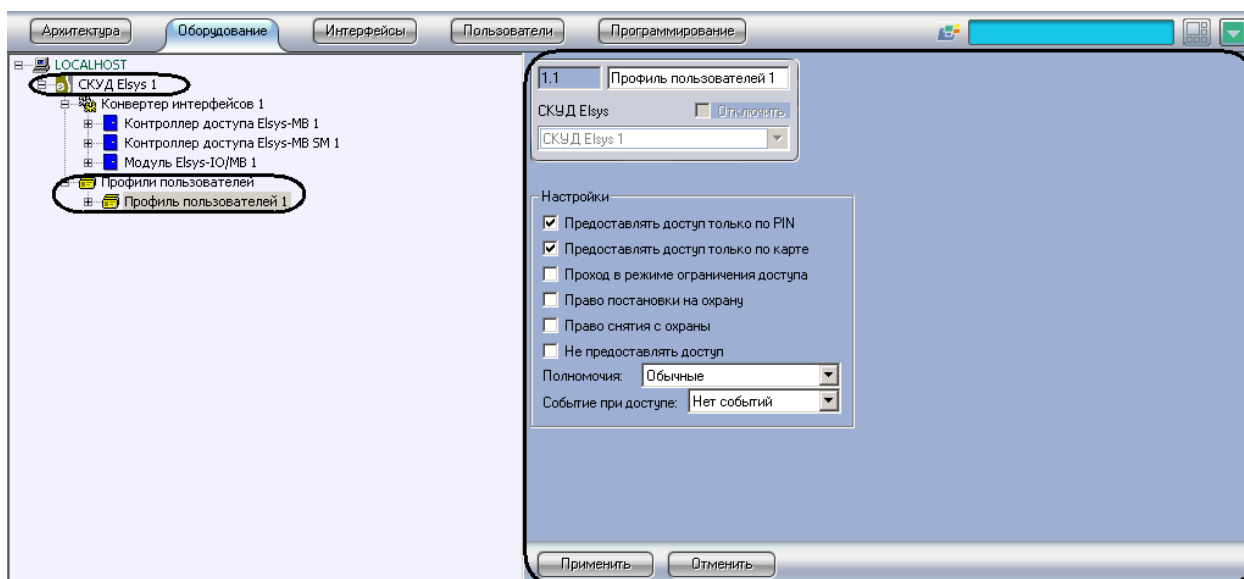 Архитектура Оборудование Интерфейсы Пользователи Программирование
LOCALHOST
СКУД Elsys 1
Конвертер интерфейсов 1
Контроллер доступа Elsys-MB 1
Контроллер доступа Elsys-MB SM 1
Модуль Elsys-IO/MB 1
Профили пользователей
Профиль пользователей 1
1.1 Профиль пользователей 1
СКУД Elsys Отключить
СКУД Elsys 1
Настройки
Предоставлять доступ только по PIN
Предоставлять доступ только по карте
Проход в режиме ограничения доступа
Право постановки на охрану
Право снятия с охраны
Не предоставлять доступ
Полномочия: Обычные
Событие при доступе: Нет событий
Применить Отменить